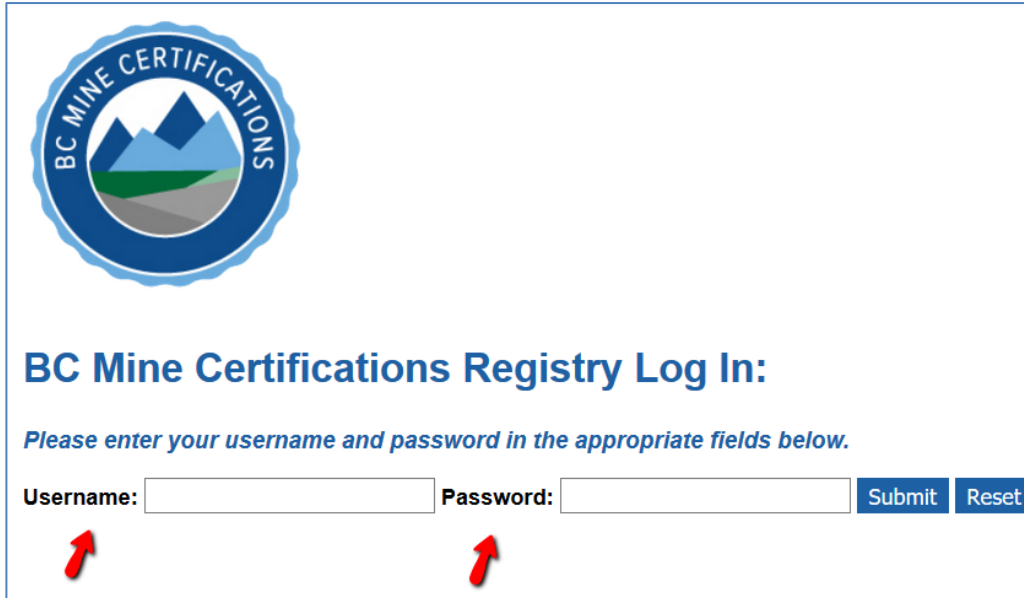 BC MINE CERTIFICATIONS
BC Mine Certifications Registry Log In:
Please enter your username and password in the appropriate fields below.
Username: Password: Submit Reset